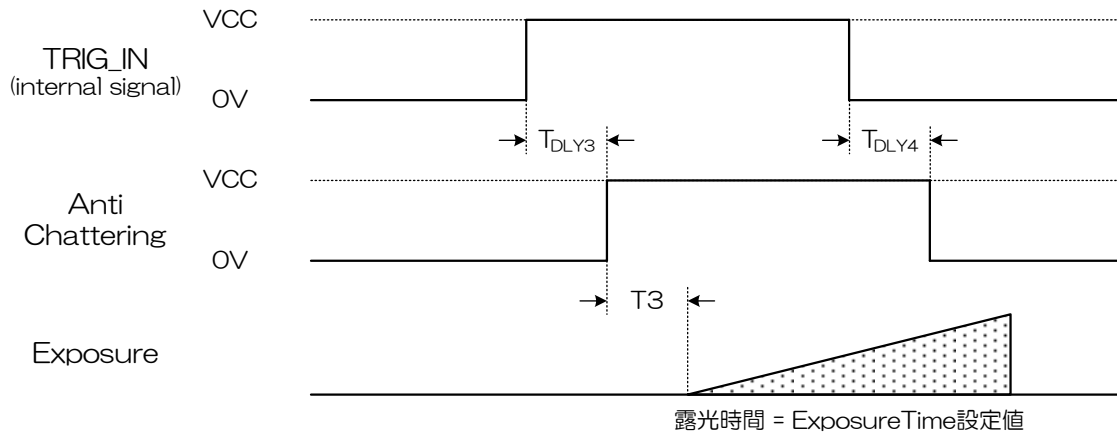 VCC
TRIG_IN
(internal signal)
0V
TDLY3
TDLY4
VCC
Anti
Chattering
0V
T3
Exposure
露光時間 = ExposureTime設定値